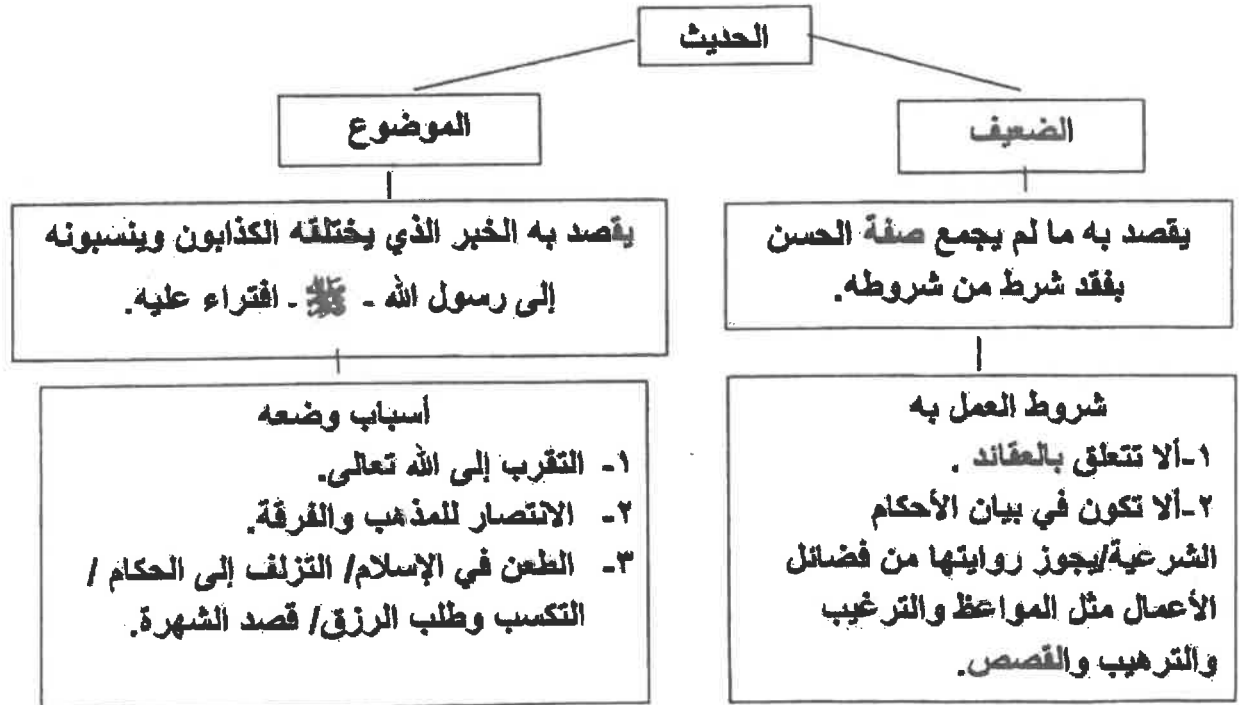 الحديث
الضعيف
الموضوع
يقصد به ما لم يجمع صفة الحسن
بفقد شرط من شروطه.
يقصد به الخبر الذي يختلقه الكذابون وينسبونه
إلى رسول الله ـ ﷺ ـ افتراء عليه.
شروط العمل به
١-ألا تتعلق بالعقائد .
٢-ألا تكون في بيان الأحكام
الشرعية/يجوز روايتها من فضائل
الأعمال مثل المواعظ والترغيب
والترهيب والقصص.
أسباب وضعه
١- التقرب إلى الله تعالى.
٢- الانتصار للمذهب والفرقة.
٣- الطعن في الإسلام/ التزلف إلى الحكام /
التكسب وطلب الرزق/ قصد الشهرة.